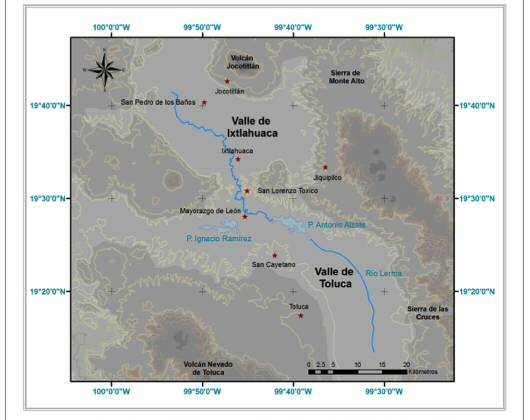 100°0'0"W 99°50'0"W 99°40'0"W 99°30'0"W
Volcán
Jocotitlán
Sierra de
Monte Alto
Jocotitlán
19°40'0"N
19°40'0"N
San Pedro de los Baños
Valle de
Ixtlahuaca
Ixtlahuaca
Jiquipilco
San Lorenzo Toxico
19°30'0"N
19°30'0"N
Mayorazgo de León
P. Antonio Alzate
P. Ignacio Ramírez
San Cayetano
Valle de
Toluca
Río Lerma
19°20'0"N
19°20'0"N
Toluca
Sierra de las
Cruces
Volcán Nevado
de Toluca
0 2.5 5 10 15 20
Kilómetros
100°0'0"W 99°50'0"W 99°40'0"W 99°30'0"W